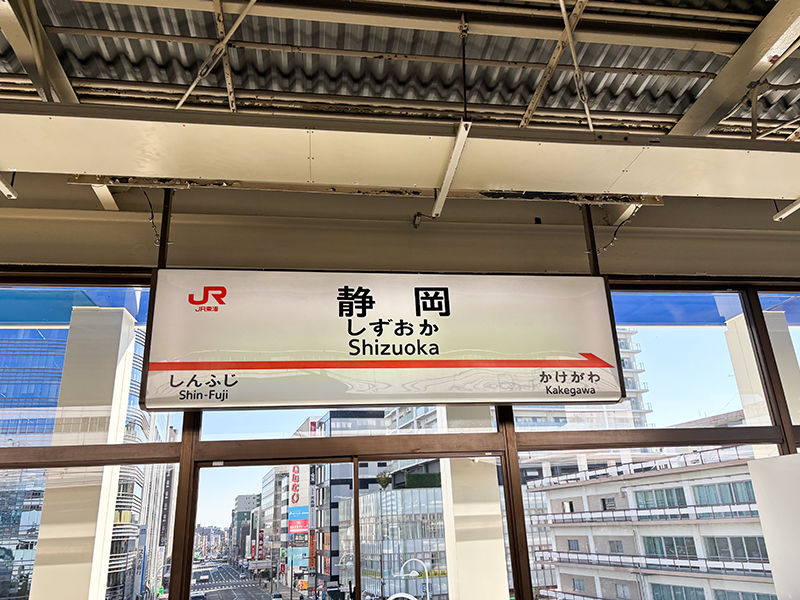 JR
JR東海
静岡
しずおか
Shizuoka
しんふじ
Shin-Fuji
かけがわ
Kakegawa